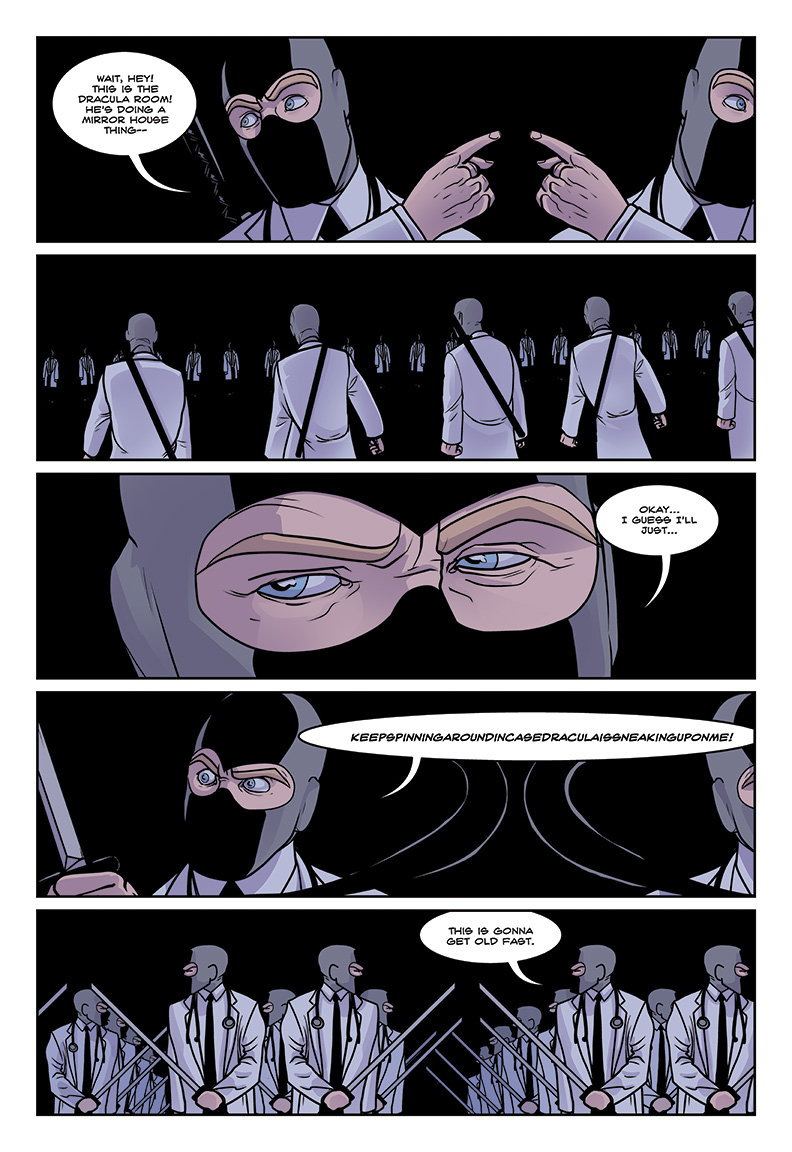 WAIT, HEY!
THIS IS THE
DRACULA ROOM!
HE'S DOING A
MIRROR HOUSE
THING--
OKAY...
I GUESS I'LL
JUST...
KEEPSPINNINGAROUNDINCASEDRACULAISSNEAKINGUPONME!
THIS IS GONNA
GET OLD FAST.